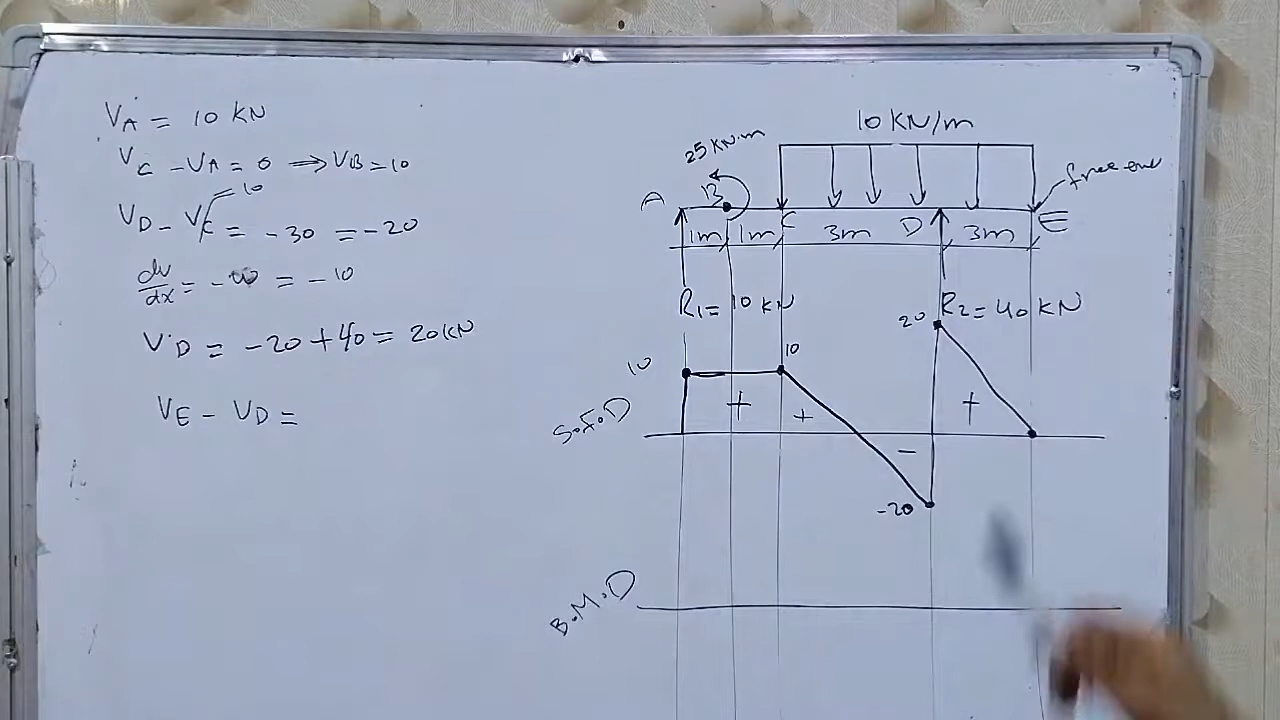 VA = 10 KN
VC - VA = 0 ⟹ VB = 10
VD - VC = -30 = -20
= 10
dv/dx = -10 = -10
VD = -20 + 40 = 20 KN
VE - VD =
10 KN/m
25 KN.m
free end
A B C D E
1m 1m 3m 3m
R1 = 10 KN
R2 = 40 KN
20
10 10
+ + - +
S.F.D
-20
B.M.D